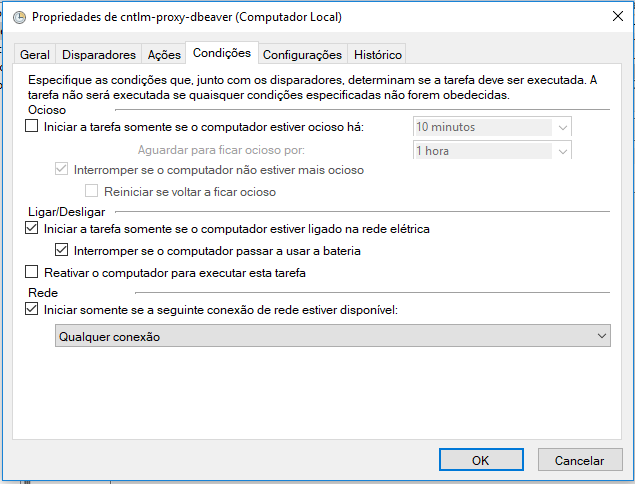 Propriedades de cntlm-proxy-dbeaver (Computador Local)
Geral Disparadores Ações Condições Configurações Histórico
Especifique as condições que, junto com os disparadores, determinam se a tarefa deve ser executada. A
tarefa não será executada se quaisquer condições especificadas não forem obedecidas.
Ocioso
Iniciar a tarefa somente se o computador estiver ocioso há: 10 minutos
Aguardar para ficar ocioso por: 1 hora
Interromper se o computador não estiver mais ocioso
Reiniciar se voltar a ficar ocioso
Ligar/Desligar
Iniciar a tarefa somente se o computador estiver ligado na rede elétrica
Interromper se o computador passar a usar a bateria
Reativar o computador para executar esta tarefa
Rede
Iniciar somente se a seguinte conexão de rede estiver disponível:
Qualquer conexão
OK Cancelar